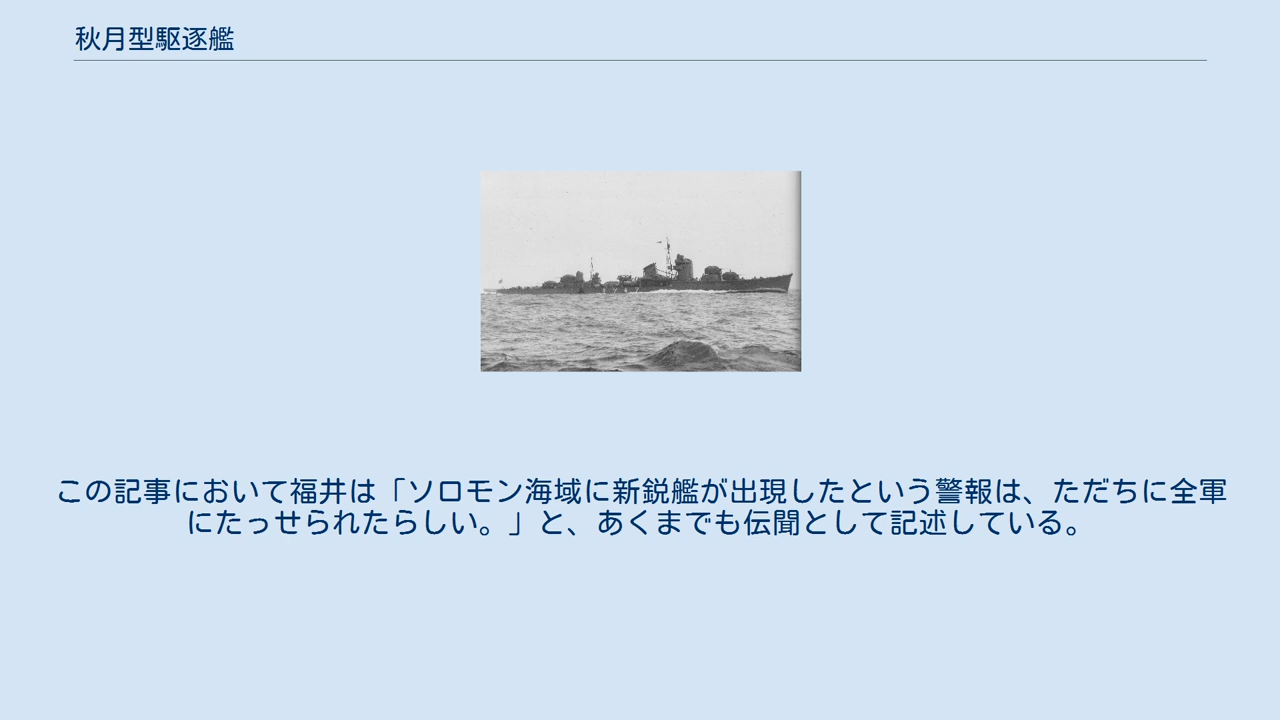 秋月型駆逐艦
この記事において福井は「ソロモン海域に新鋭艦が出現したという警報は、ただちに全軍
にたっせられたらしい。」と、あくまでも伝聞として記述している。